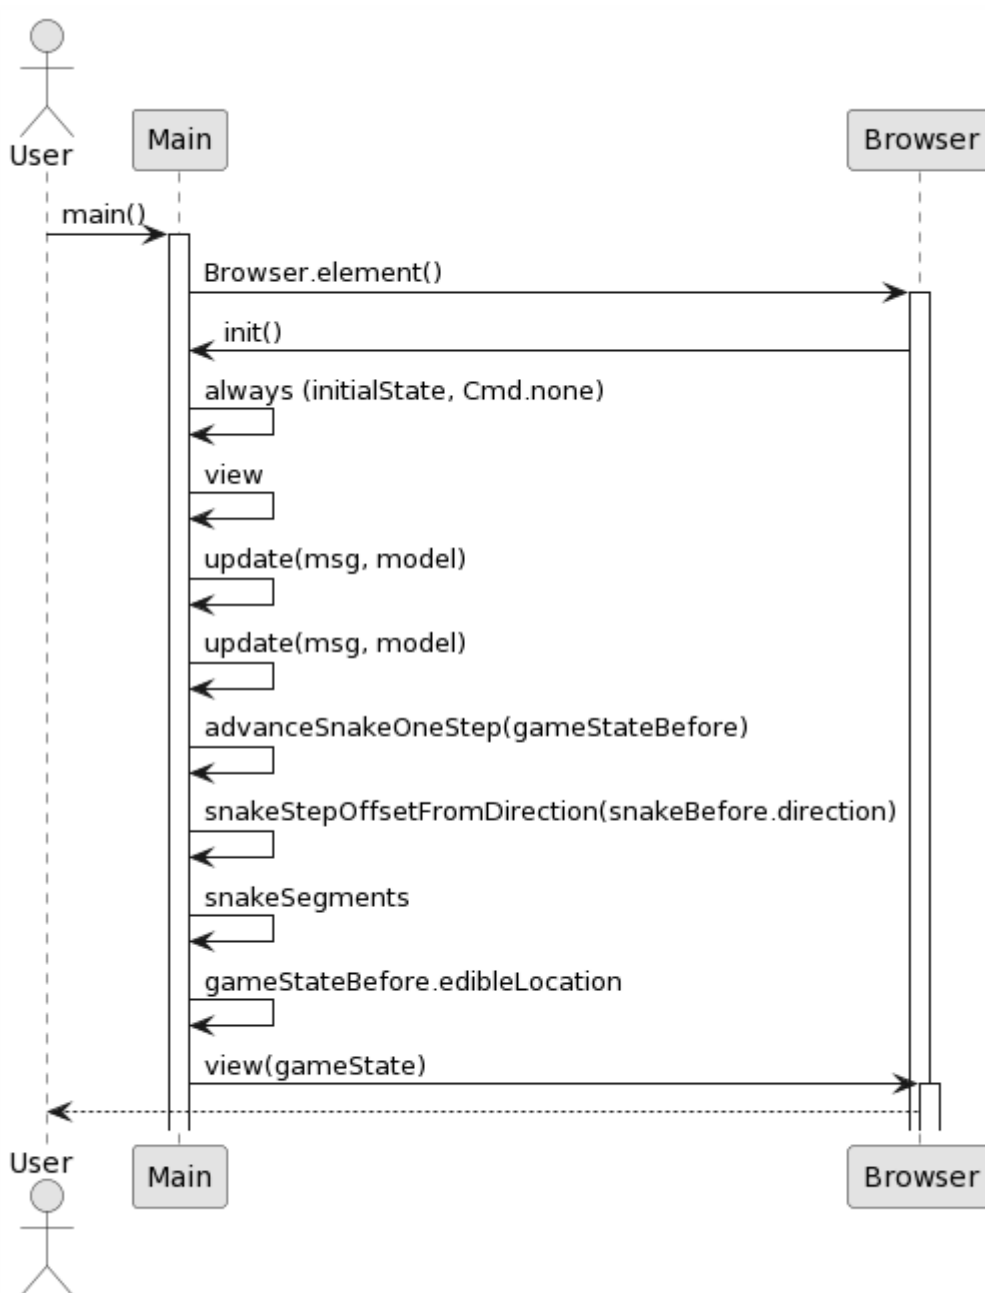 User
Main
Browser
main()
Browser.element()
init()
always (initialState, Cmd.none)
view
update(msg, model)
update(msg, model)
advanceSnakeOneStep(gameStateBefore)
snakeStepOffsetFromDirection(snakeBefore.direction)
snakeSegments
gameStateBefore.edibleLocation
view(gameState)
User
Main
Browser